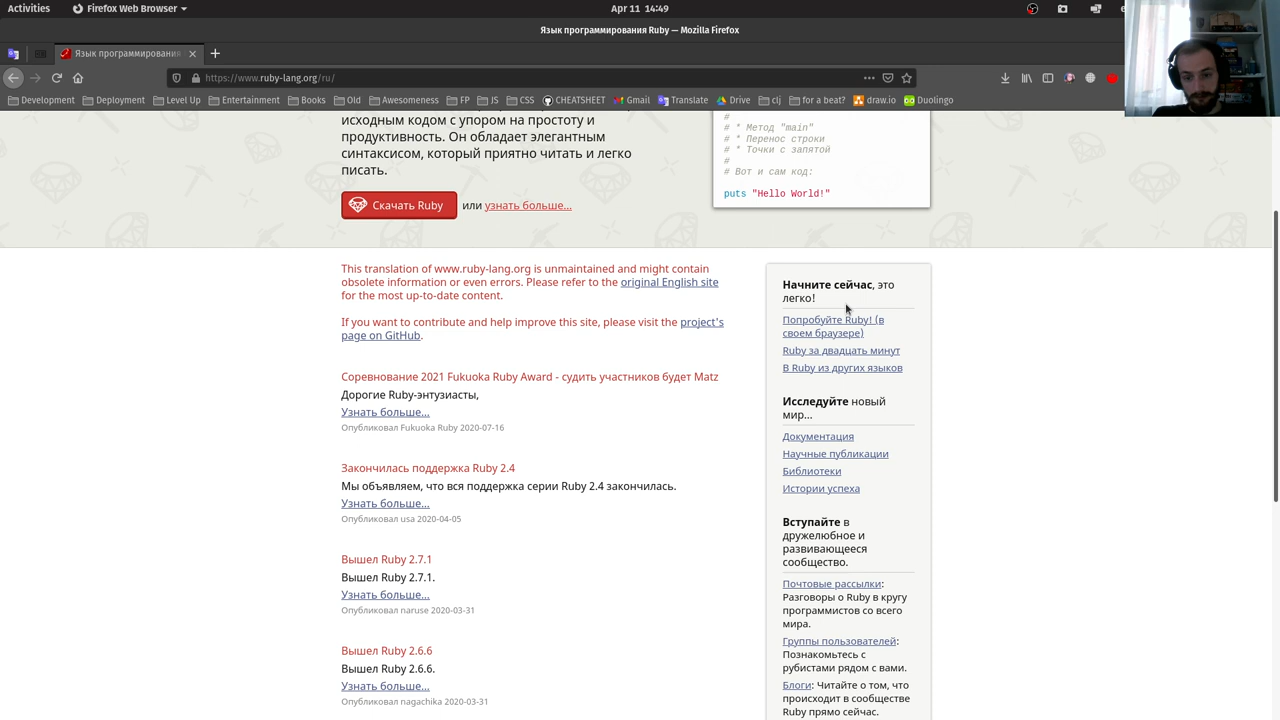 Activities
Firefox Web Browser
Apr 11 14:49
Язык программирования Ruby — Mozilla Firefox
Язык программирования
https://www.ruby-lang.org/ru/
Development Deployment Level Up Entertainment Books Old Awesomeness FP JS CSS CHEATSHEET Gmail Translate Drive cij for a beat? draw.io Duolingo
исходным кодом с упором на простоту и
продуктивность. Он обладает элегантным
синтаксисом, который приятно читать и легко
писать.
Скачать Ruby или узнать больше...
#
# * Метод "main"
# * Перенос строки
# * Точки с запятой
#
# Вот и сам код:
puts "Hello World!"
This translation of www.ruby-lang.org is unmaintained and might contain
obsolete information or even errors. Please refer to the original English site
for the most up-to-date content.
If you want to contribute and help improve this site, please visit the project's
page on GitHub.
Соревнование 2021 Fukuoka Ruby Award - судить участников будет Matz
Дорогие Ruby-энтузиасты,
Узнать больше...
Опубликовал Fukuoka Ruby 2020-07-16
Закончилась поддержка Ruby 2.4
Мы объявляем, что вся поддержка серии Ruby 2.4 закончилась.
Узнать больше...
Опубликовал usa 2020-04-05
Вышел Ruby 2.7.1
Вышел Ruby 2.7.1.
Узнать больше...
Опубликовал naruse 2020-03-31
Вышел Ruby 2.6.6
Вышел Ruby 2.6.6.
Узнать больше...
Опубликовал nagachika 2020-03-31
Начните сейчас, это
легко!
Попробуйте Ruby! (в
своем браузере)
Ruby за двадцать минут
В Ruby из других языков
Исследуйте новый
мир...
Документация
Научные публикации
Библиотеки
Истории успеха
Вступайте в
дружелюбное и
развивающееся
сообщество.
Почтовые рассылки:
Разговоры о Ruby в кругу
программистов со всего
мира.
Группы пользователей:
Познакомьтесь с
рубистами рядом с вами.
Блоги: Читайте о том, что
происходит в сообществе
Ruby прямо сейчас.